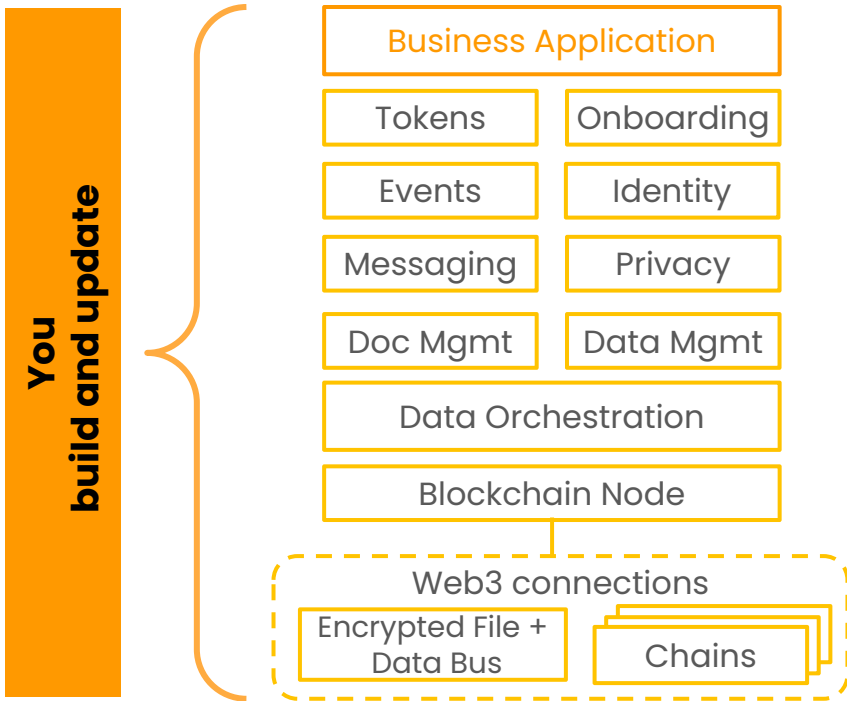 You
build and update
Business Application
Tokens
Onboarding
Events
Identity
Messaging
Privacy
Doc Mgmt
Data Mgmt
Data Orchestration
Blockchain Node
Web3 connections
Encrypted File +
Data Bus
Chains